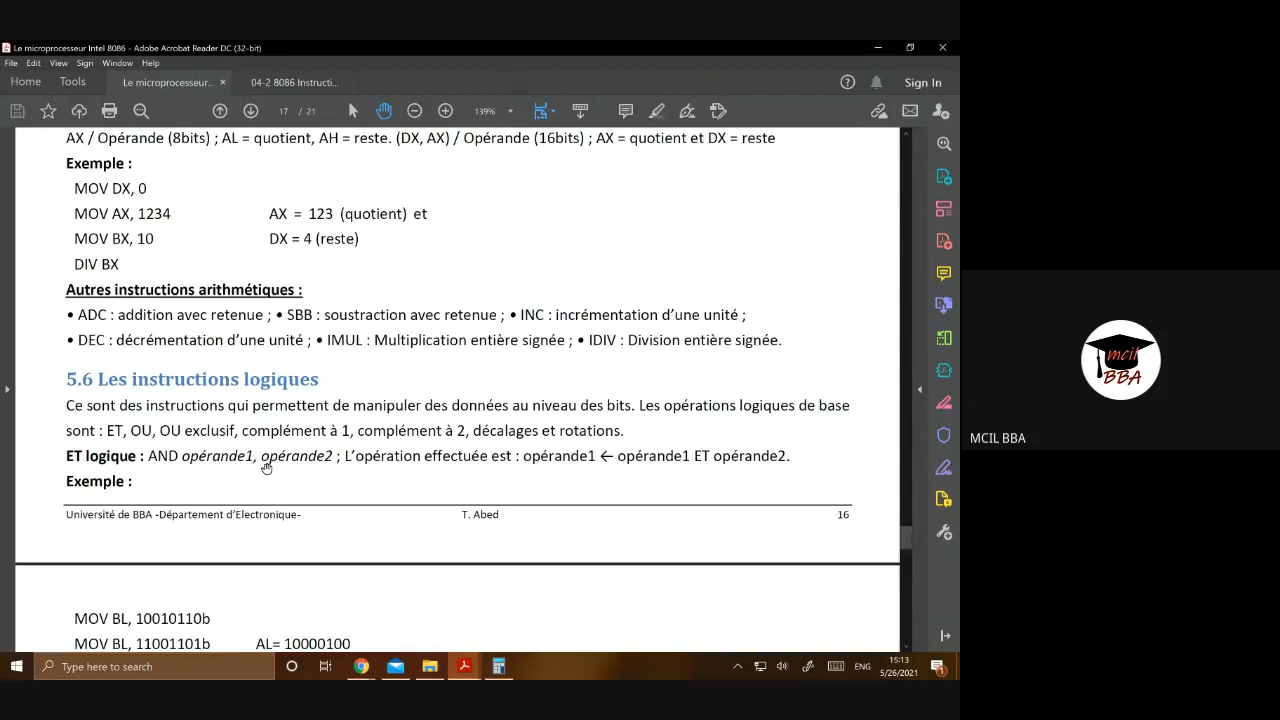 Le microprocesseur Intel 8086 - Adobe Acrobat Reader DC (32-bit)
File Edit View Sign Window Help
Home Tools Le microprocesseur... × 04-2 8086 Instructi... Sign In
17 / 21 139%
AX / Opérande (8bits) ; AL = quotient, AH = reste. (DX, AX) / Opérande (16bits) ; AX = quotient et DX = reste
Exemple :
MOV DX, 0
MOV AX, 1234 AX = 123 (quotient) et
MOV BX, 10 DX = 4 (reste)
DIV BX
Autres instructions arithmétiques :
• ADC : addition avec retenue ; • SBB : soustraction avec retenue ; • INC : incrémentation d’une unité ;
• DEC : décrémentation d’une unité ; • IMUL : Multiplication entière signée ; • IDIV : Division entière signée.
5.6 Les instructions logiques
Ce sont des instructions qui permettent de manipuler des données au niveau des bits. Les opérations logiques de base
sont : ET, OU, OU exclusif, complément à 1, complément à 2, décalages et rotations.
ET logique : AND opérande1, opérande2 ; L’opération effectuée est : opérande1 ← opérande1 ET opérande2.
Exemple :
Université de BBA -Département d’Electronique- T. Abed 16
MOV BL, 10010110b
MOV BL, 11001101b AL= 10000100
mcil
BBA
MCIL BBA
Type here to search
ENG
15:13
5/26/2021
1